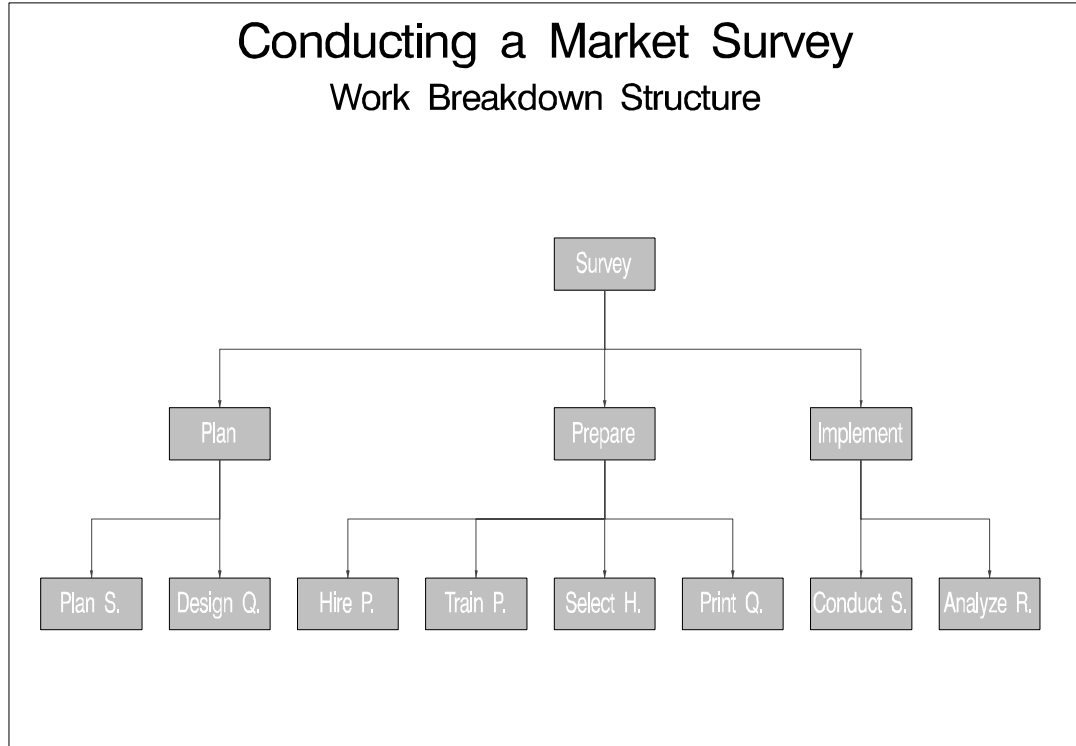 Conducting a Market Survey
Work Breakdown Structure
Survey
Plan
Prepare
Implement
Plan S.
Design Q.
Hire P.
Train P.
Select H.
Print Q.
Conduct S.
Analyze R.